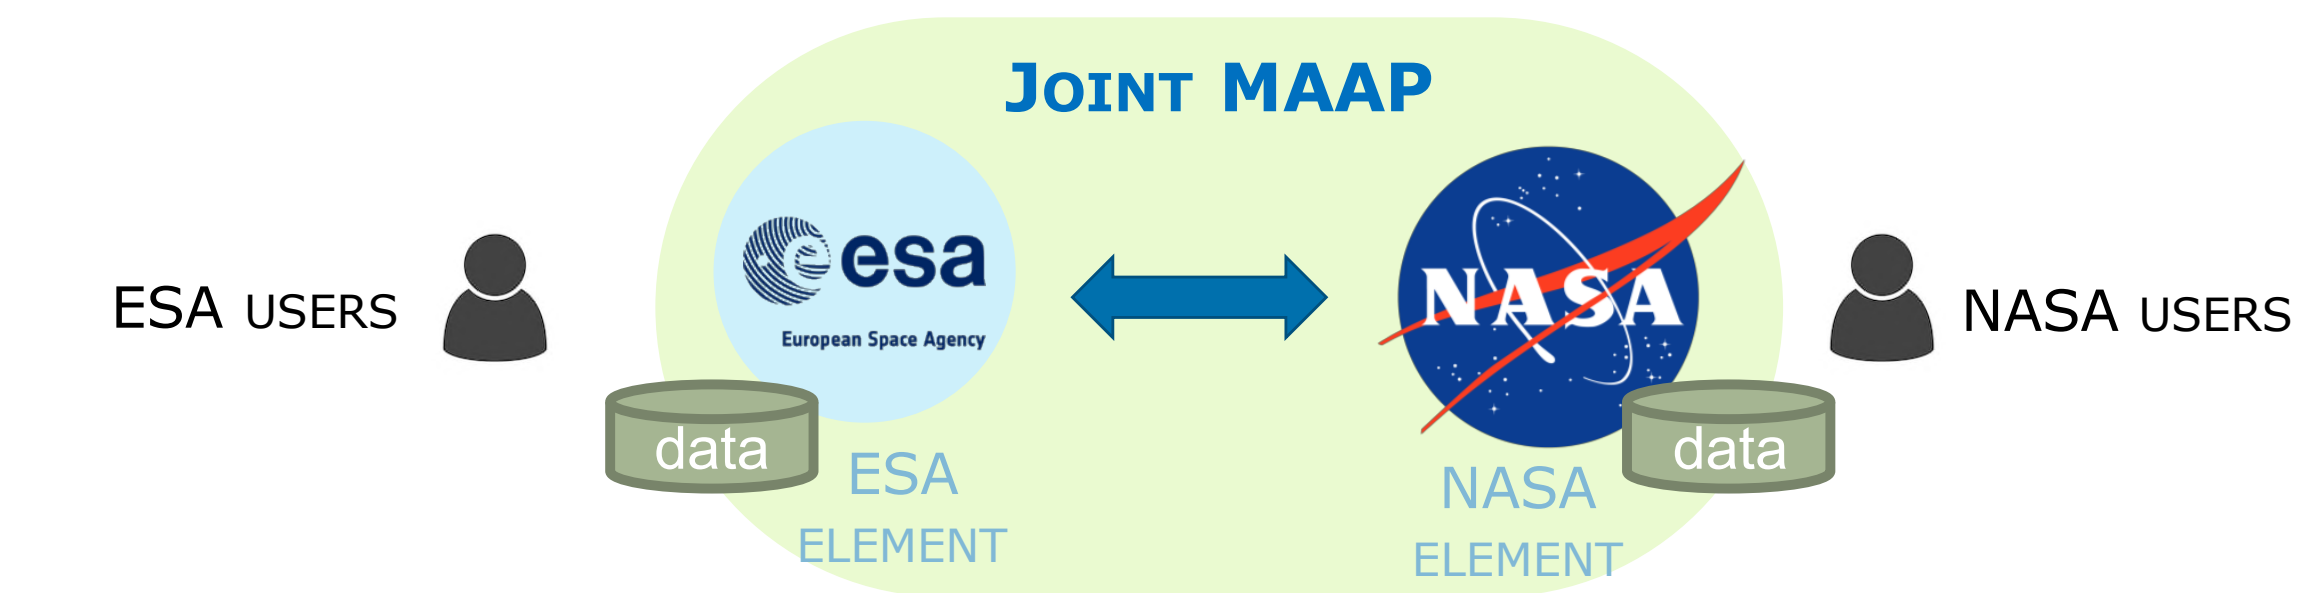 JOINT MAAP
esa
European Space Agency
NASA
ESA USERS
NASA USERS
data
data
ESA
ELEMENT
NASA
ELEMENT